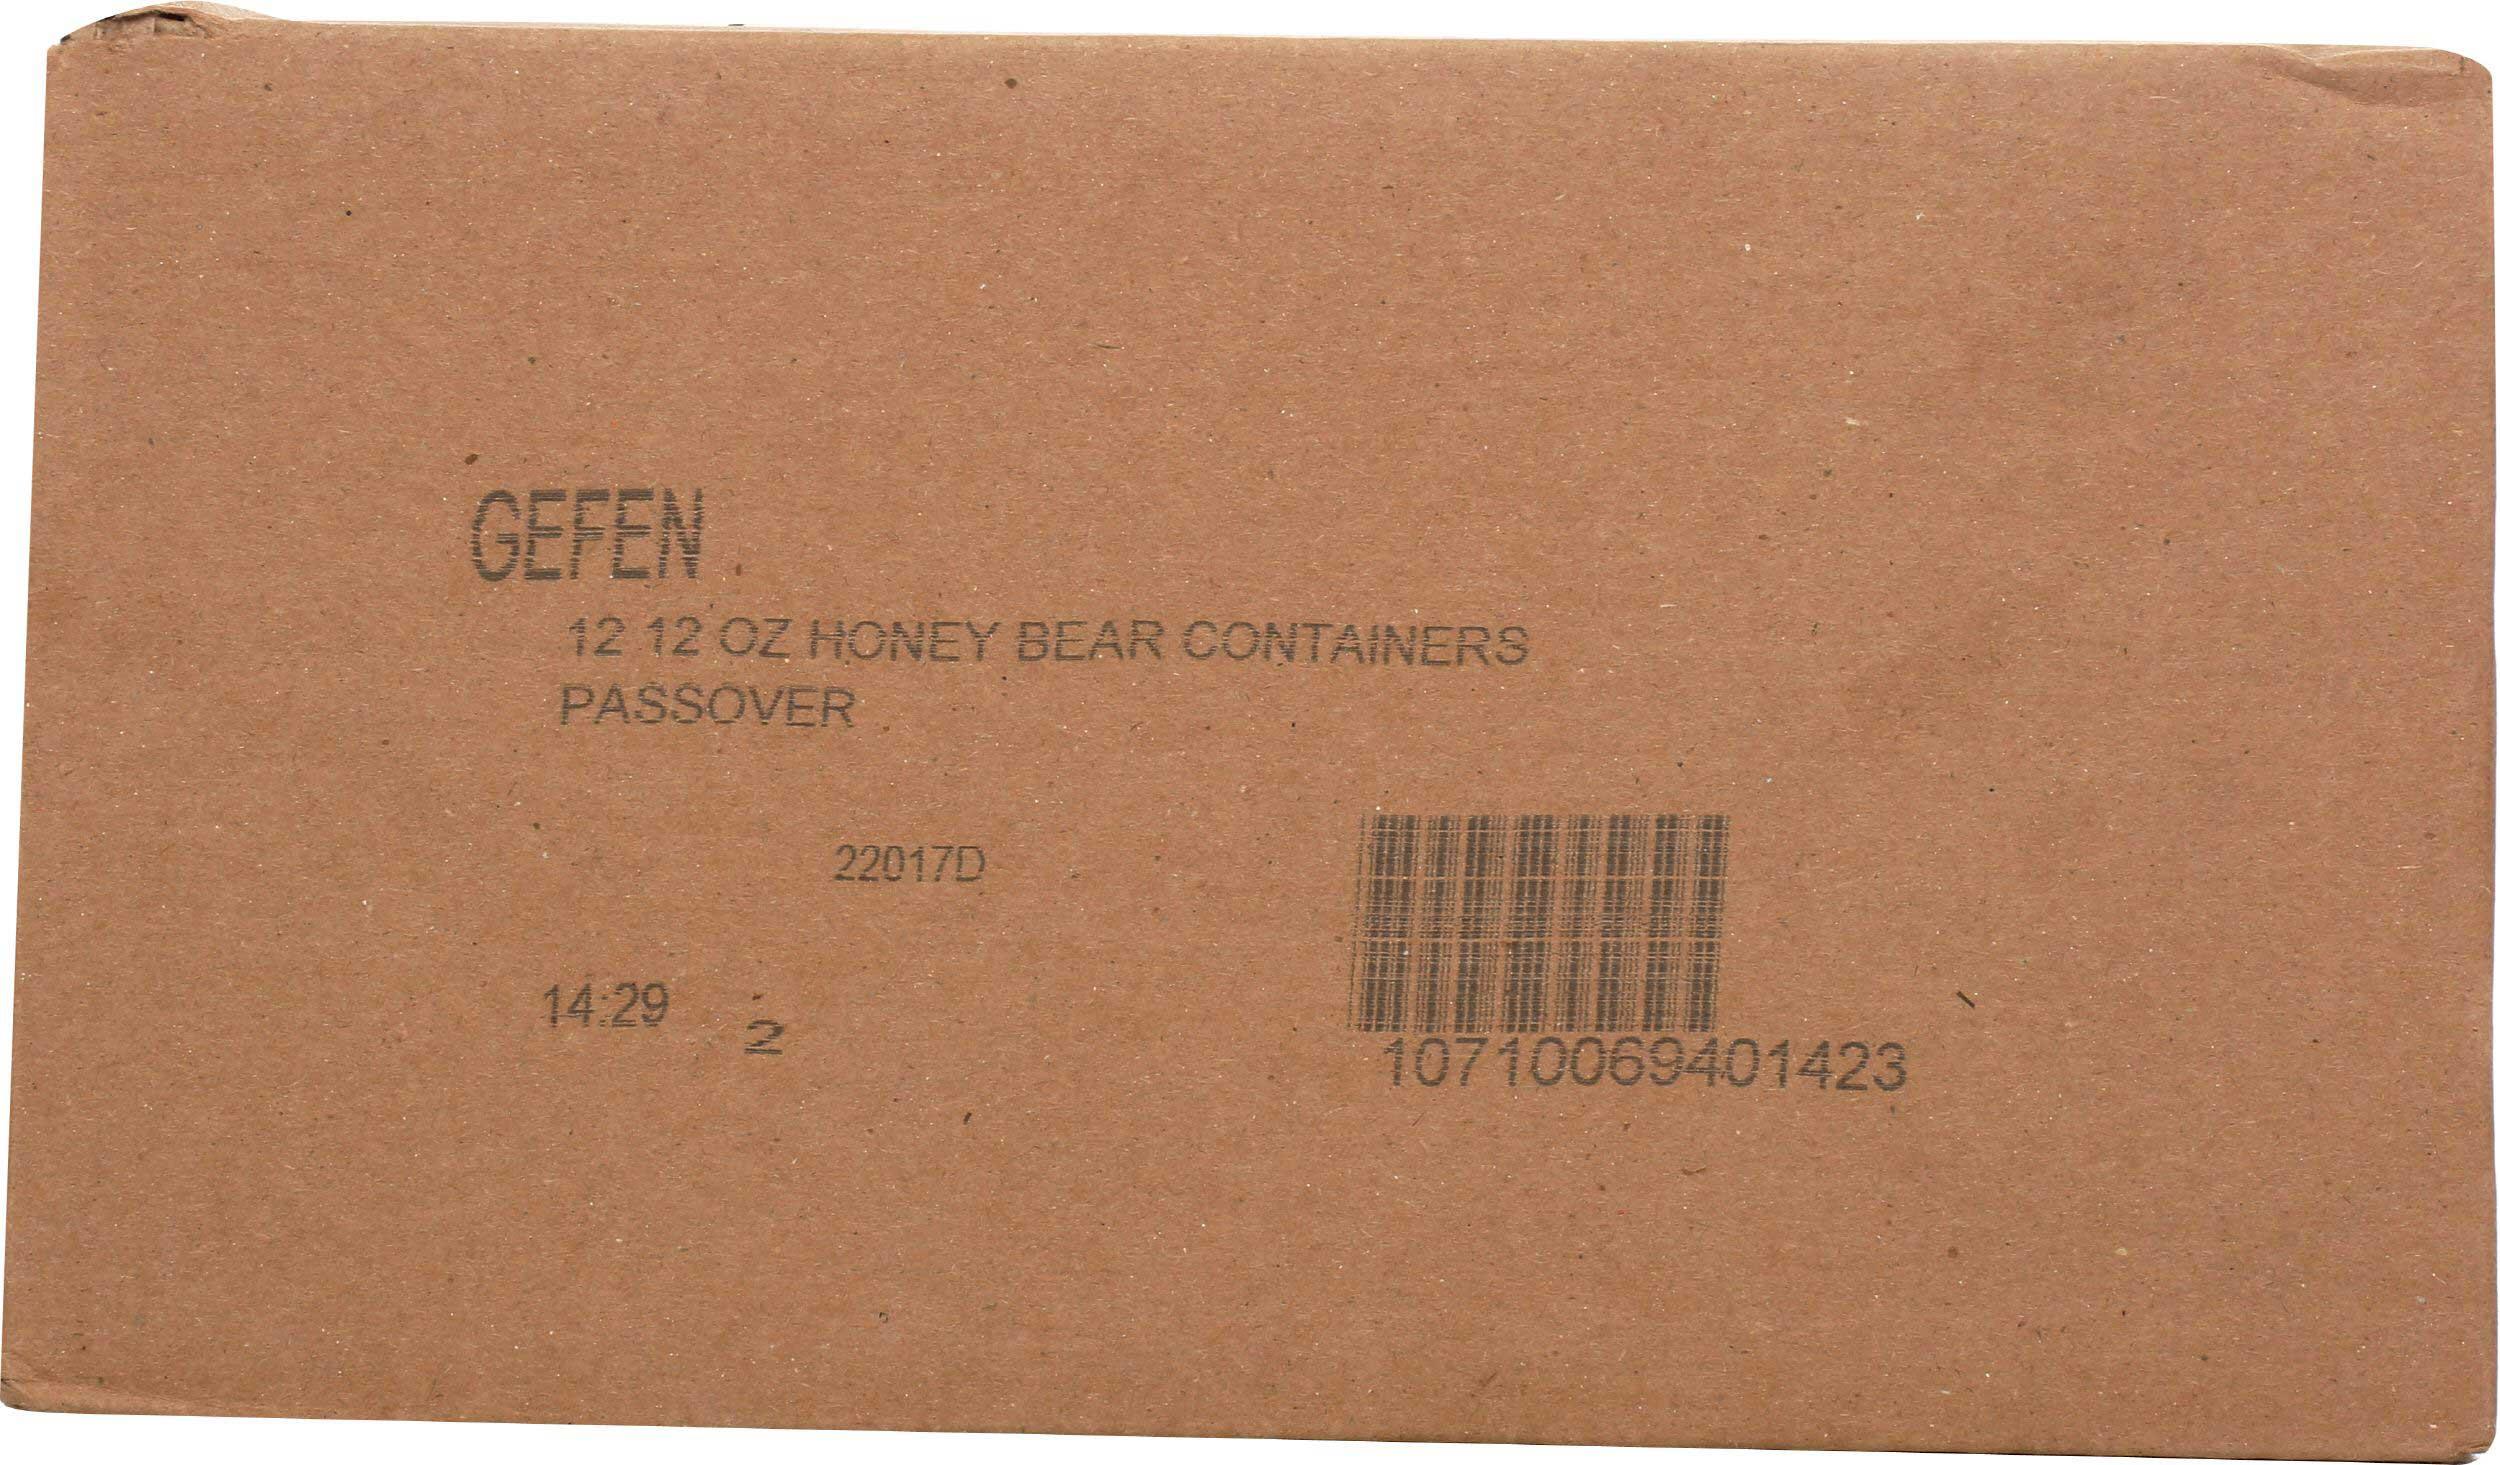 GEFEN
12 12 OZ HONEY BEAR CONTAINERS
PASSOVER
22017D
14:29 2
10710069401423